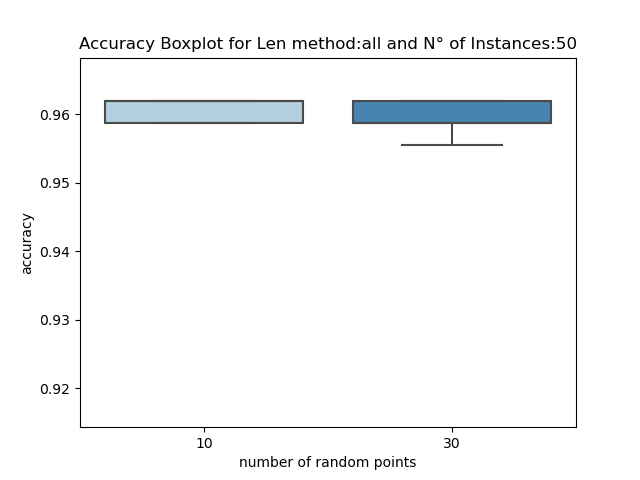 Accuracy Boxplot for Len method:all and N° of Instances:50
0.96
0.95
0.94
0.93
0.92
accuracy
10 30
number of random points